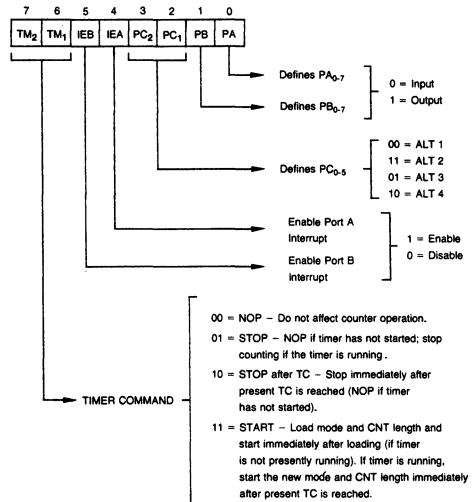 7 6 5 4 3 2 1 0
TM₂ TM₁ IEB IEA PC₂ PC₁ PB PA
Defines PA₀₋₇
0 = Input
1 = Output
Defines PB₀₋₇
Defines PC₀₋₅
00 = ALT 1
11 = ALT 2
01 = ALT 3
10 = ALT 4
Enable Port A
Interrupt
1 = Enable
0 = Disable
Enable Port B
Interrupt
TIMER COMMAND
00 = NOP – Do not affect counter operation.
01 = STOP – NOP if timer has not started; stop
counting if the timer is running.
10 = STOP after TC – Stop immediately after
present TC is reached (NOP if timer
has not started).
11 = START – Load mode and CNT length and
start immediately after loading (if timer
is not presently running). If timer is running,
start the new mode and CNT length immediately
after present TC is reached.